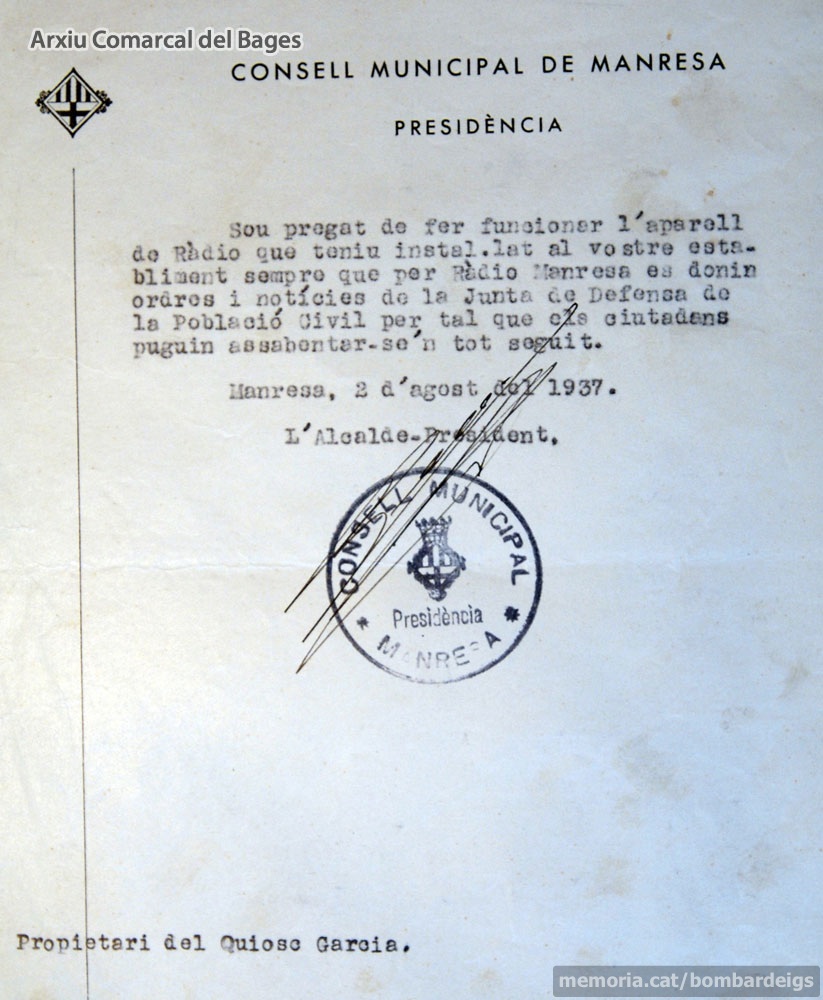 Arxiu Comarcal del Bages
CONSELL MUNICIPAL DE MANRESA
PRESIDÈNCIA
Sou pregat de fer funcionar l'aparell
de Ràdio que teniu instal.lat al vostre esta-
bliment sempre que per Ràdio Manresa es donin
ordres i notícies de la Junta de Defensa de
la Població Civil per tal que els ciutadans
puguin assabentar-se'n tot seguit.
Manresa, 2 d'agost del 1937.
L'Alcalde-President,
CONSELL MUNICIPAL
Presidència
* MANRESA *
Propietari del Quiosc Garcia.
memoria.cat/bombardeigs